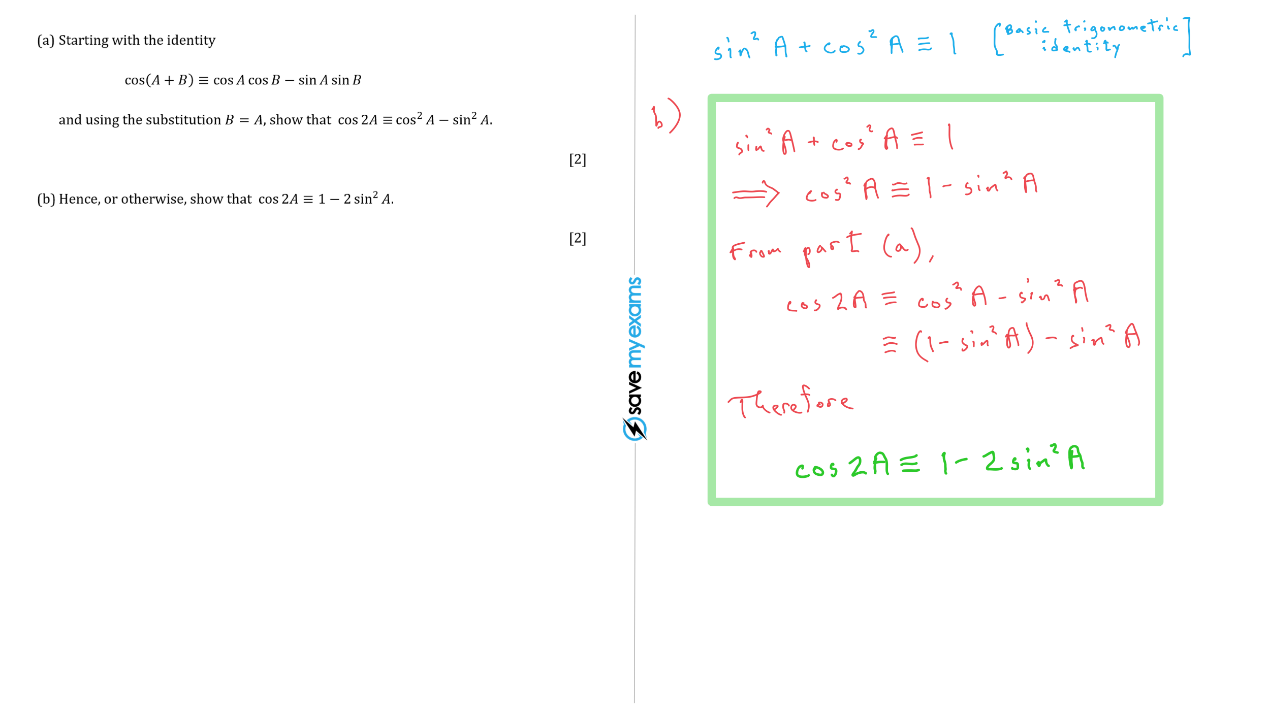 (a) Starting with the identity
cos(A + B) ≡ cos A cos B − sin A sin B
and using the substitution B = A, show that cos 2A ≡ cos² A − sin² A.
[2]
(b) Hence, or otherwise, show that cos 2A ≡ 1 − 2 sin² A.
[2]
save my exams
sin² A + cos² A ≡ 1 [Basic trigonometric
identity]
b)
sin² A + cos² A ≡ 1
⟹ cos² A ≡ 1 − sin² A
From part (a),
cos 2A ≡ cos² A − sin² A
≡ (1 − sin² A) − sin² A
Therefore
cos 2A ≡ 1 − 2 sin² A